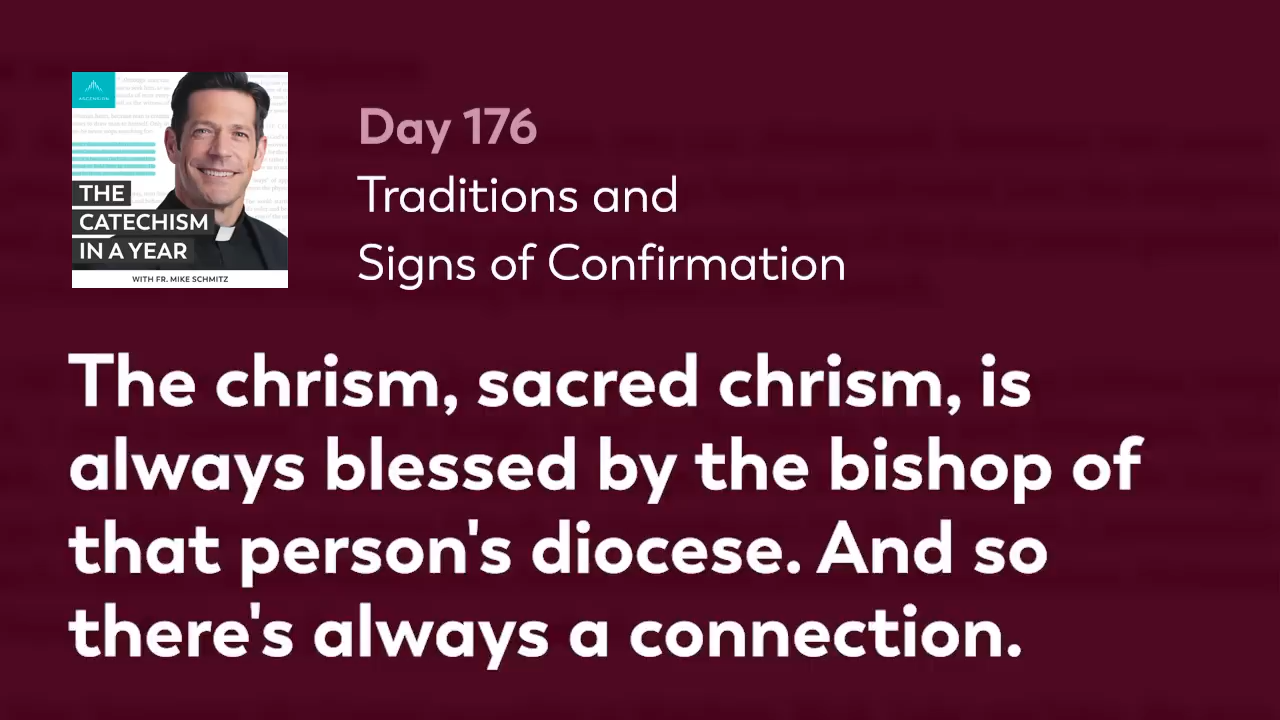 ASCENSION
THE
CATECHISM
IN A YEAR
WITH FR. MIKE SCHMITZ
Day 176
Traditions and
Signs of Confirmation
The chrism, sacred chrism, is
always blessed by the bishop of
that person's diocese. And so
there's always a connection.